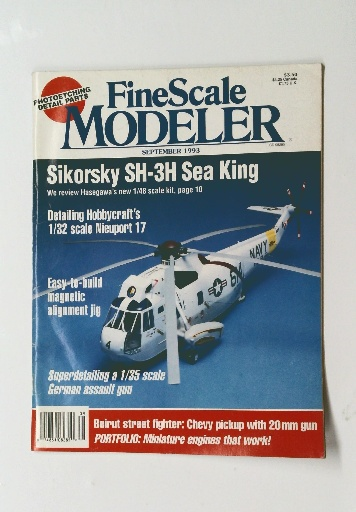 PHOTOETCHING
DETAIL PARTS
FineScale
MODELER
SEPTEMBER 1993
Sikorsky SH-3H Sea King
We review Hasegawa's new 1/48 scale kit, page 10
Detailing Hobbycraft's
1/32 scale Nieuport 17
Easy-to-build
magnetic
alignment jig
NAVY
Superdetailing a 1/35 scale
German assault gun
Beirut street fighter: Chevy pickup with 20mm gun
PORTFOLIO: Miniature engines that work!